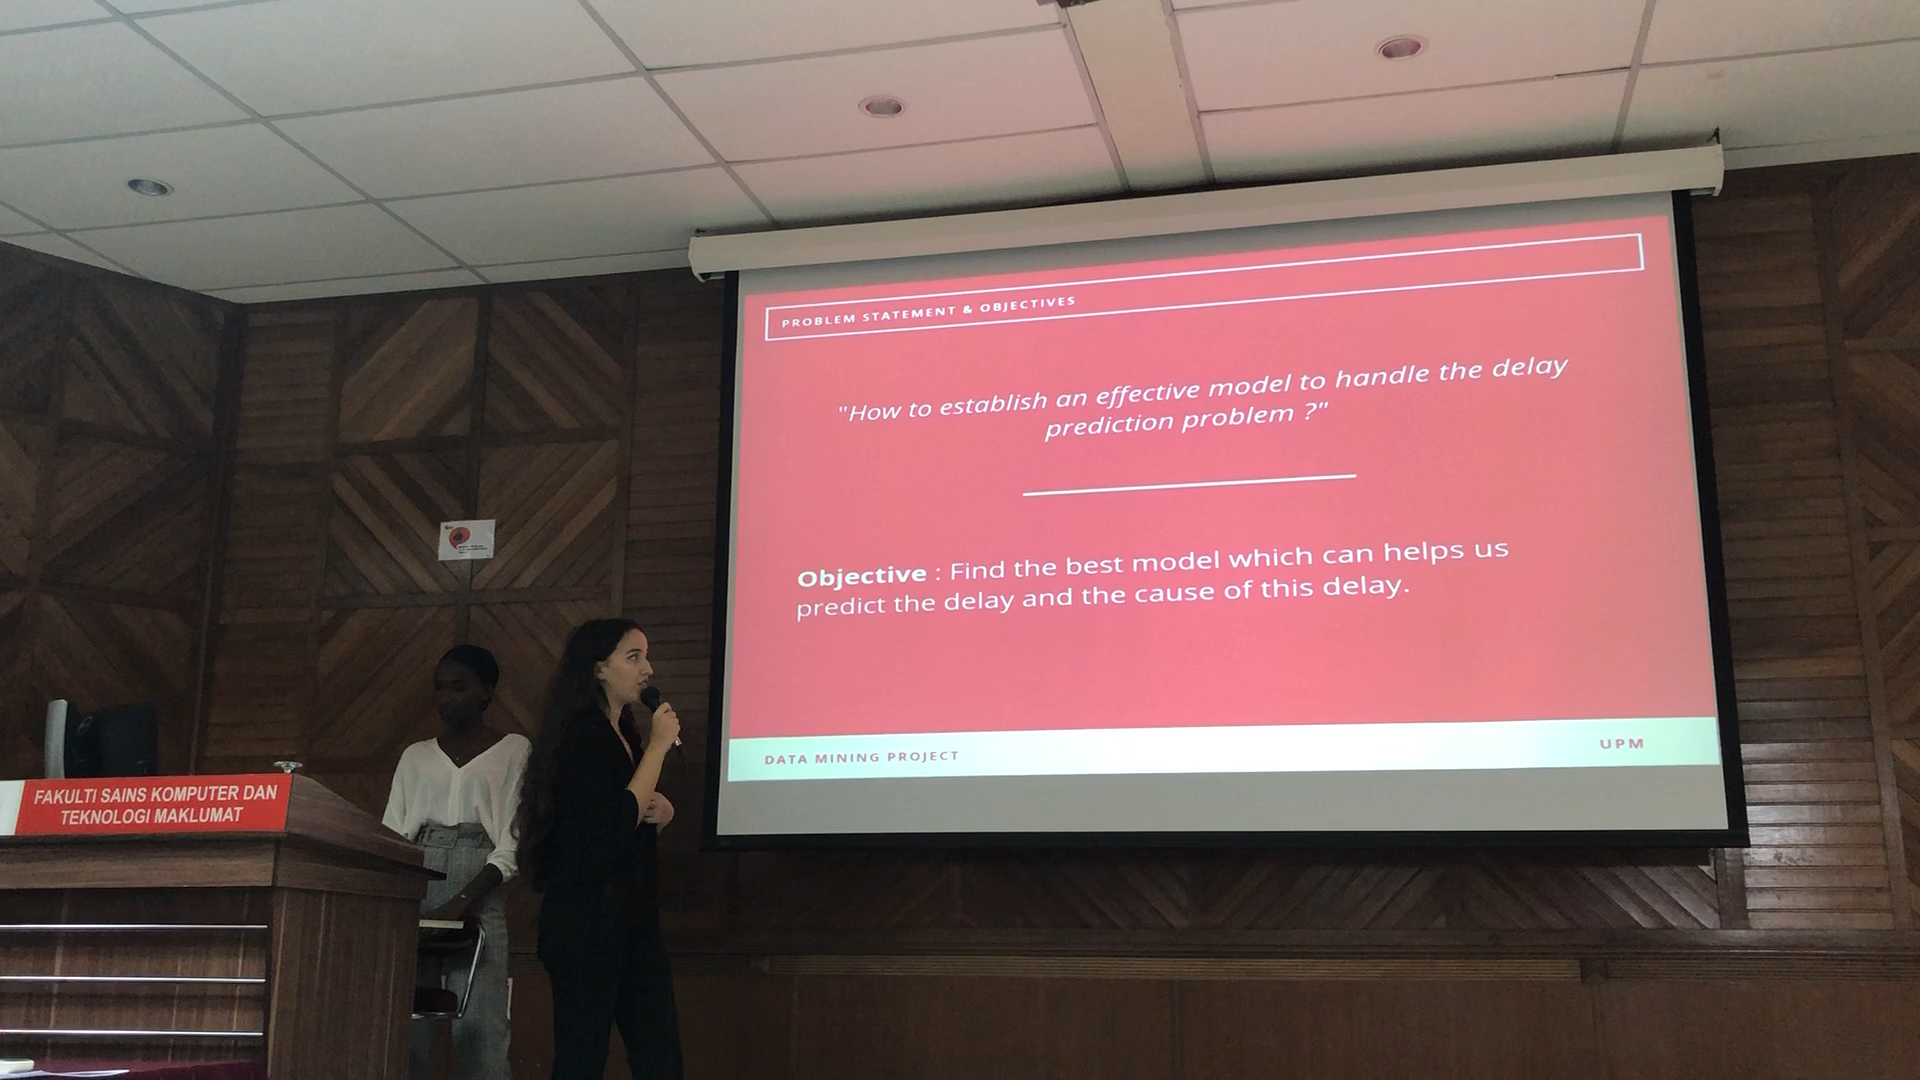 PROBLEM STATEMENT & OBJECTIVES
"How to establish an effective model to handle the delay
prediction problem ?"
Objective : Find the best model which can helps us
predict the delay and the cause of this delay.
DATA MINING PROJECT
UPM
FAKULTI SAINS KOMPUTER DAN
TEKNOLOGI MAKLUMAT